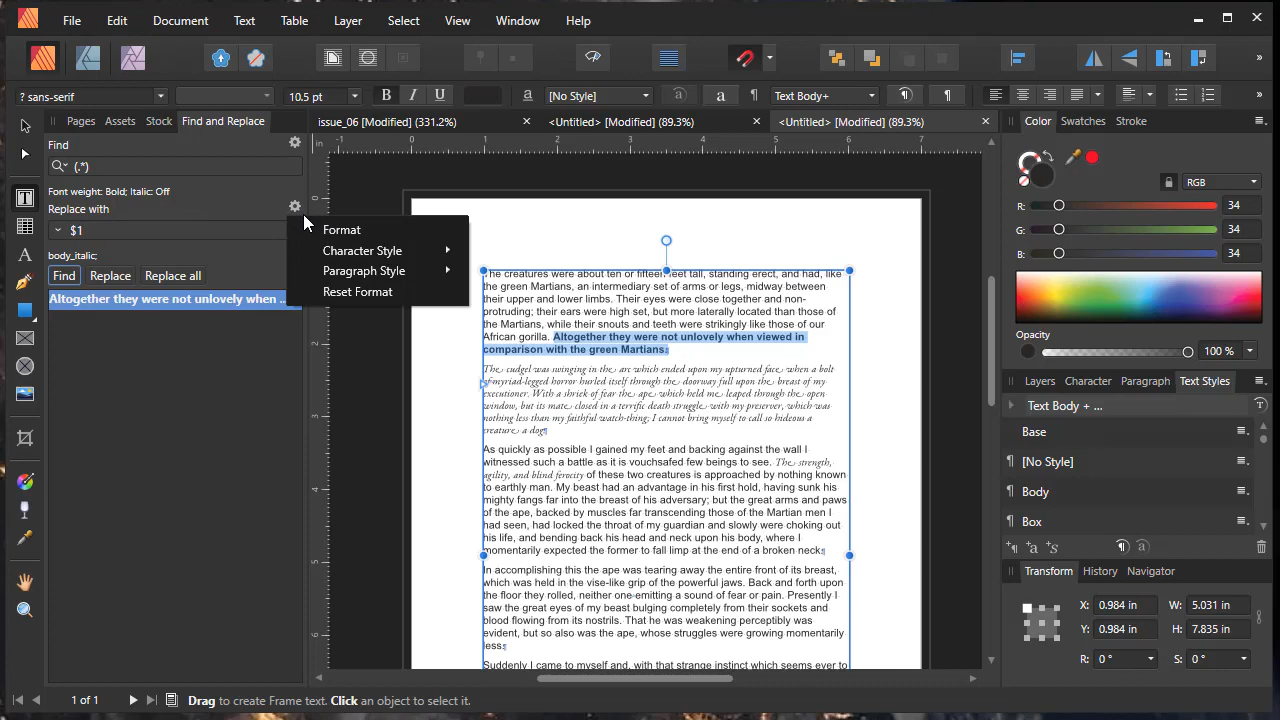 File Edit Document Text Table Layer Select View Window Help
? sans-serif 10.5 pt B I U a [No Style] a a ¶ Text Body+ ¶ ¶
Pages Assets Stock Find and Replace
issue_06 [Modified] (331.2%) <Untitled> [Modified] (89.3%) <Untitled> [Modified] (89.3%)
in -1 0 1 2 3 4 5 6 7
Find
(.*)
Font weight: Bold; Italic: Off
Replace with
$1
body_italic;
Find Replace Replace all
Altogether they were not unlovely when ...
Format
Character Style
Paragraph Style
Reset Format
0
2
3
4
5
6
The creatures were about ten or fifteen feet tall, standing erect, and had, like
the green Martians, an intermediary set of arms or legs, midway between
their upper and lower limbs. Their eyes were close together and non-
protruding; their ears were high set, but more laterally located than those of
the Martians, while their snouts and teeth were strikingly like those of our
African gorilla. Altogether they were not unlovely when viewed in
comparison with the green Martians.
The cudgel was swinging in the arc which ended upon my upturned face when a bolt
of myriad-legged horror hurled itself through the doorway full upon the breast of my
executioner. With a shriek of fear the ape which held me leaped through the open
window, but its mate closed in a terrific death struggle with my preserver, which was
nothing less than my faithful watch-thing; I cannot bring myself to call so hideous a
creature a dog¶
As quickly as possible I gained my feet and backing against the wall I
witnessed such a battle as it is vouchsafed few beings to see. The strength,
agility, and blind ferocity of these two creatures is approached by nothing known
to earthly man. My beast had an advantage in his first hold, having sunk his
mighty fangs far into the breast of his adversary; but the great arms and paws
of the ape, backed by muscles far transcending those of the Martian men I
had seen, had locked the throat of my guardian and slowly were choking out
his life, and bending back his head and neck upon his body, where I
momentarily expected the former to fall limp at the end of a broken neck.
In accomplishing this the ape was tearing away the entire front of its breast,
which was held in the vise-like grip of the powerful jaws. Back and forth upon
the floor they rolled, neither one emitting a sound of fear or pain. Presently I
saw the great eyes of my beast bulging completely from their sockets and
blood flowing from its nostrils. That he was weakening perceptibly was
evident, but so also was the ape, whose struggles were growing momentarily
less.¶
Suddenly I came to myself and, with that strange instinct which seems ever to
Color Swatches Stroke
RGB
R: 34
G: 34
B: 34
Opacity
100 %
Layers Character Paragraph Text Styles
Text Body + ...
Base
¶ [No Style]
¶ Body
¶ Box
Transform History Navigator
X: 0.984 in W: 5.031 in
Y: 0.984 in H: 7.835 in
R: 0 ° S: 0 °
1 of 1 Drag to create Frame text. Click an object to select it.